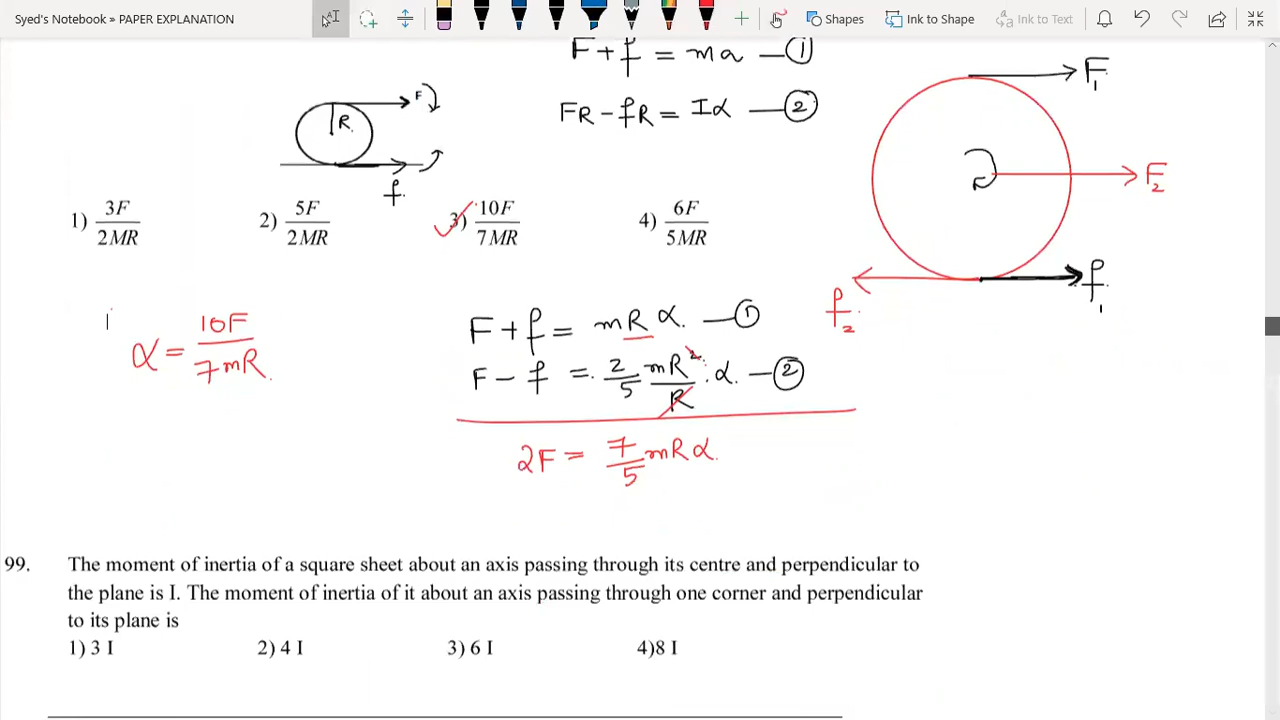 Syed's Notebook » PAPER EXPLANATION
Shapes Ink to Shape Ink to Text
F + f = ma — ①
FR - fR = Iα — ②
F
R
f
F₁
F₂
f₁
f₂
1) 3F/2MR 2) 5F/2MR 3) 10F/7MR 4) 6F/5MR
α = 10F/7mR
F + f = mRα. — ①
F - f = 2/5 mR²/R . α. — ②
2F = 7/5 mRα
99. The moment of inertia of a square sheet about an axis passing through its centre and perpendicular to
the plane is I. The moment of inertia of it about an axis passing through one corner and perpendicular
to its plane is
1) 3 I 2) 4 I 3) 6 I 4)8 I